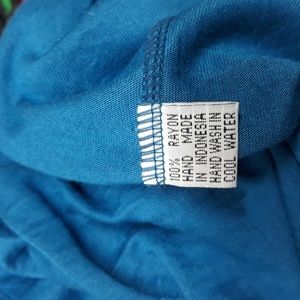 100% RAYON
HAND MADE
IN INDONESIA
HAND WASH IN
COOL WATER